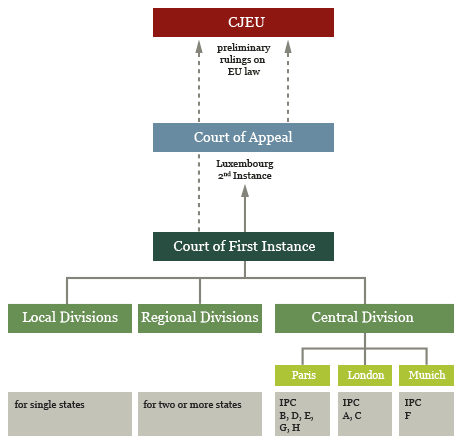 CJEU
preliminary
rulings on
EU law
Court of Appeal
Luxembourg
2nd Instance
Court of First Instance
Local Divisions
Regional Divisions
Central Division
Paris
London
Munich
for single states
for two or more states
IPC
B, D, E,
G, H
IPC
A, C
IPC
F